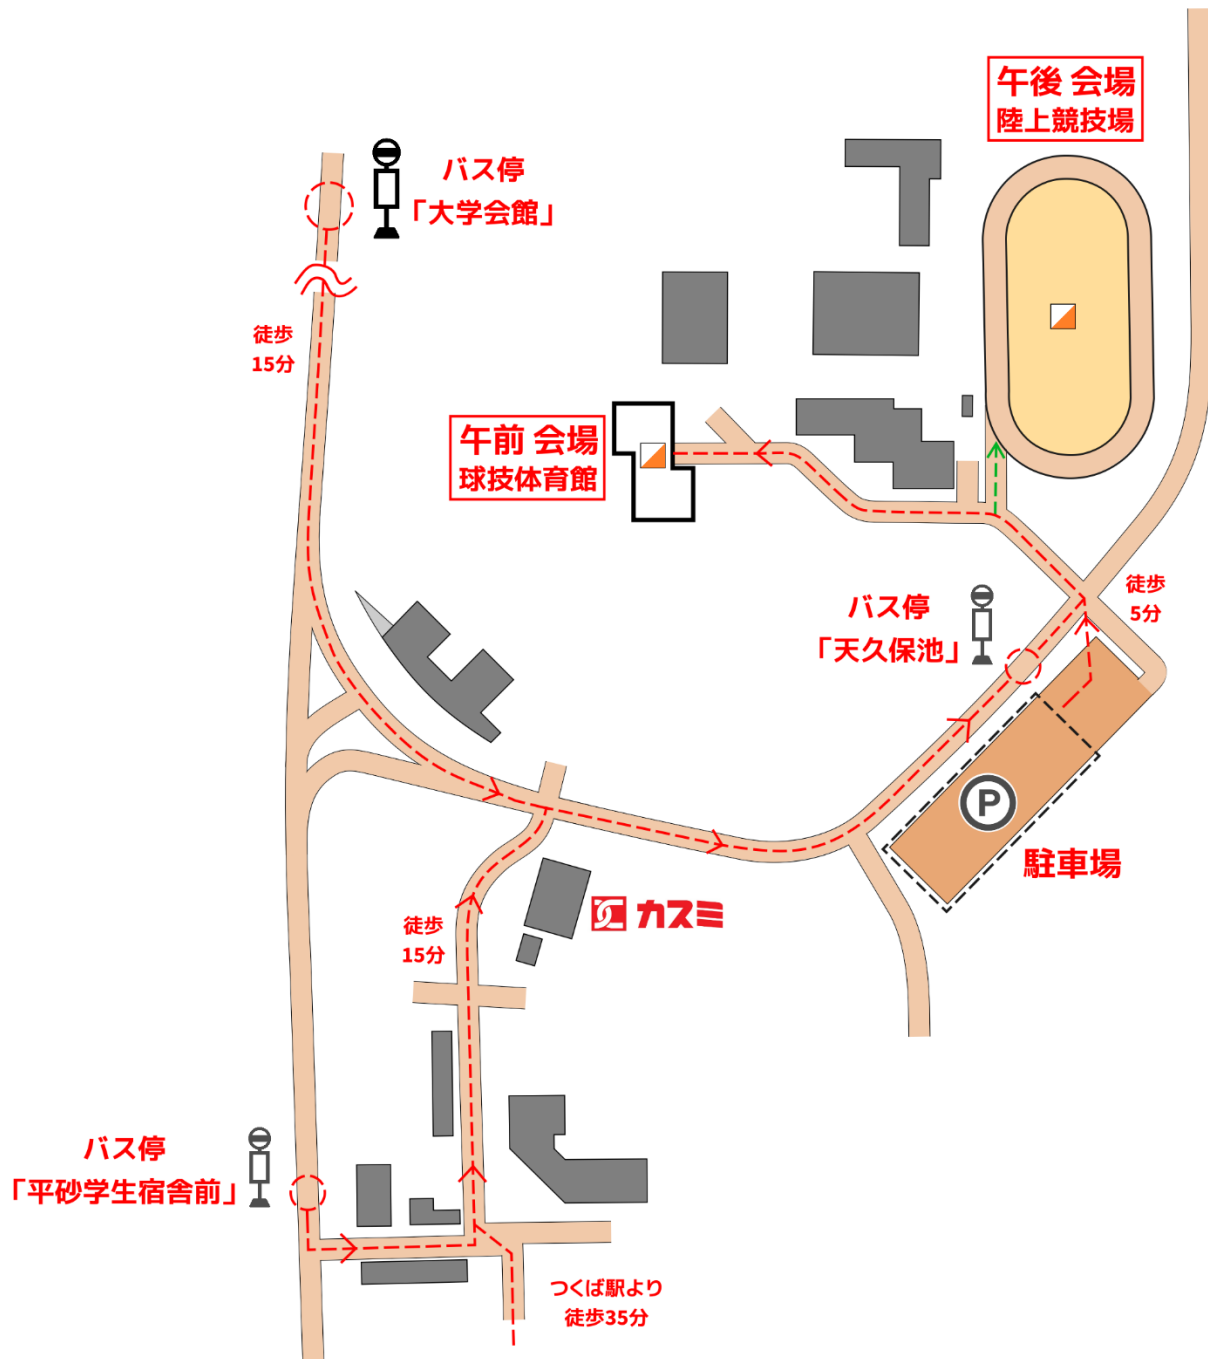 午後 会場
陸上競技場
バス停
「大学会館」
徒歩
15分
午前 会場
球技体育館
バス停
「天久保池」
徒歩
5分
P
駐車場
カスミ
徒歩
15分
バス停
「平砂学生宿舎前」
つくば駅より
徒歩35分